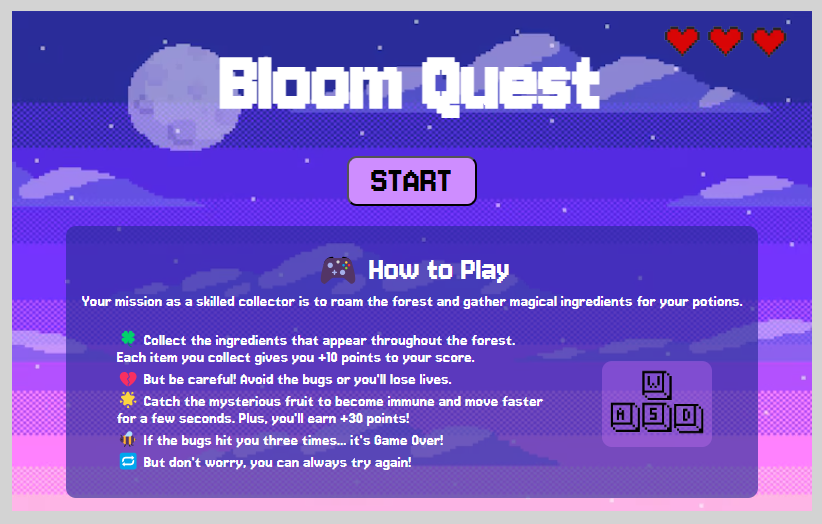 Bloom Quest
START
How to Play
Your mission as a skilled collector is to roam the forest and gather magical ingredients for your potions.
Collect the ingredients that appear throughout the forest.
Each item you collect gives you +10 points to your score.
But be careful! Avoid the bugs or you'll lose lives.
Catch the mysterious fruit to become immune and move faster
for a few seconds. Plus, you'll earn +30 points!
If the bugs hit you three times... it's Game Over!
But don't worry, you can always try again!
W
A S D